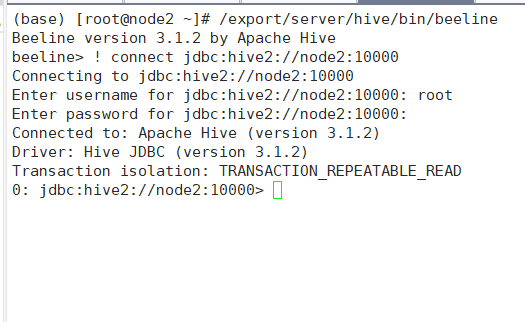 (base) [root@node2 ~]# /export/server/hive/bin/beeline
Beeline version 3.1.2 by Apache Hive
beeline> ! connect jdbc:hive2://node2:10000
Connecting to jdbc:hive2://node2:10000
Enter username for jdbc:hive2://node2:10000: root
Enter password for jdbc:hive2://node2:10000:
Connected to: Apache Hive (version 3.1.2)
Driver: Hive JDBC (version 3.1.2)
Transaction isolation: TRANSACTION_REPEATABLE_READ
0: jdbc:hive2://node2:10000>